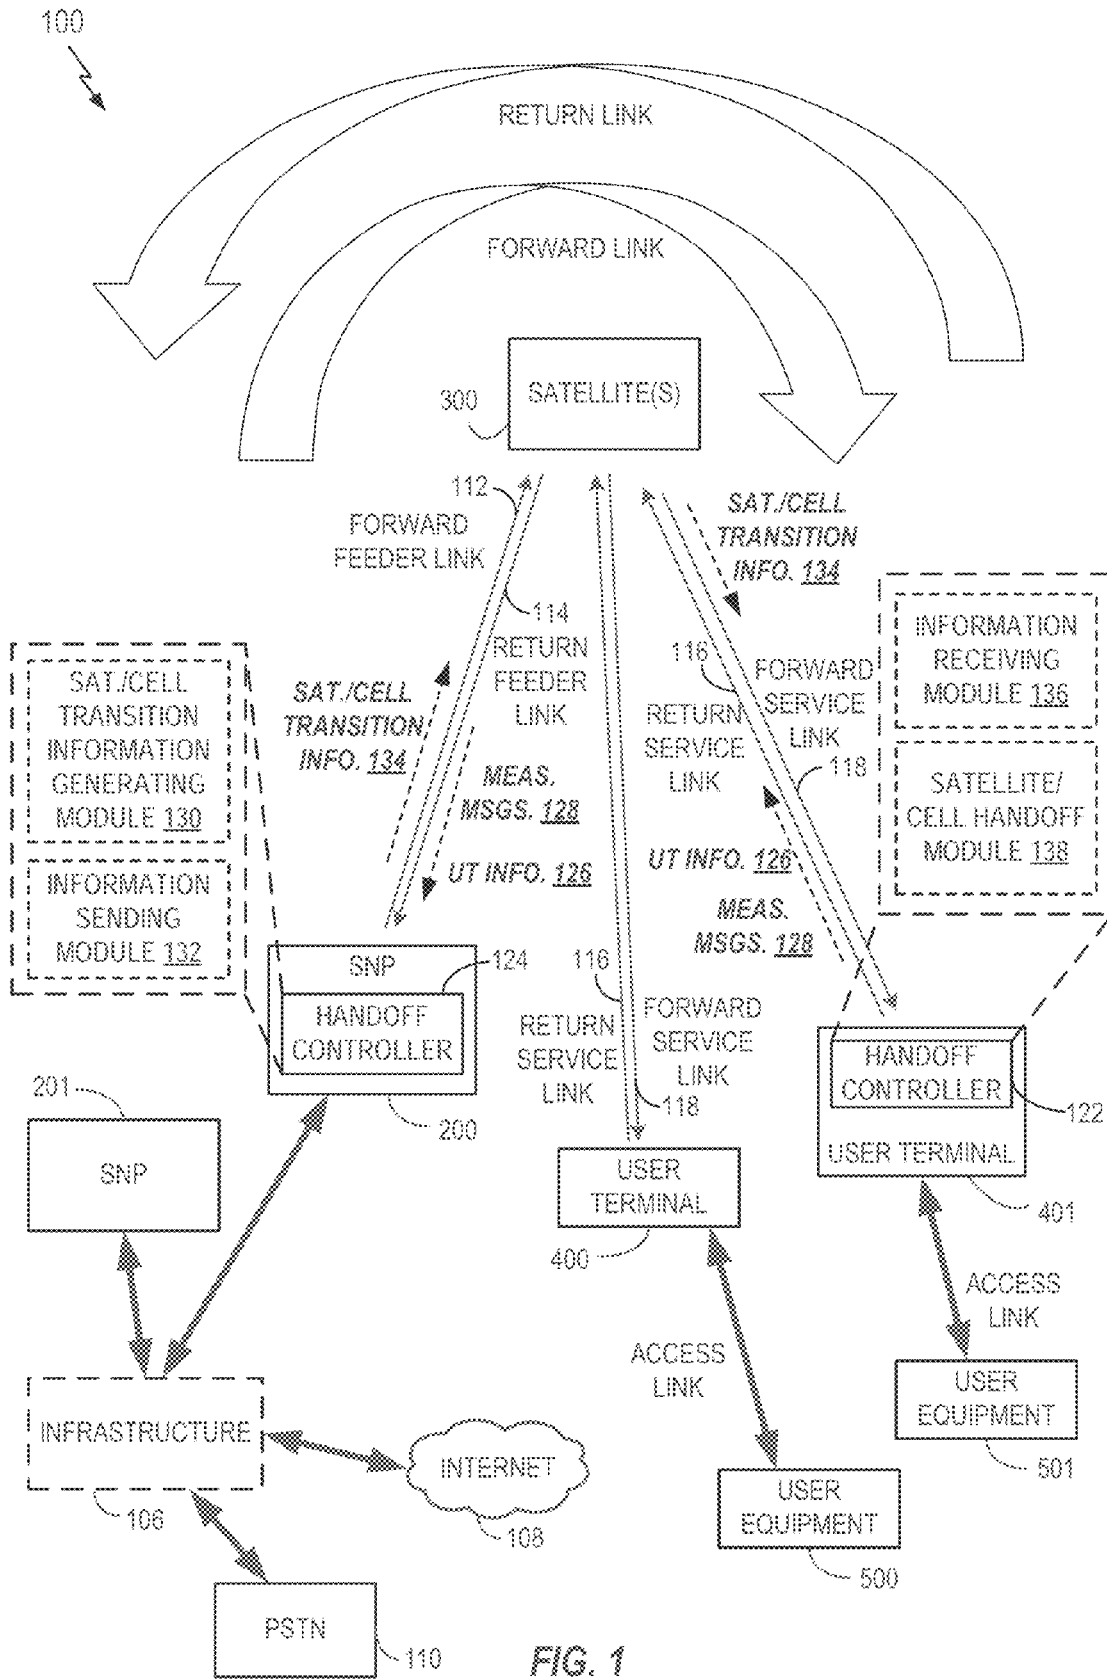 100
RETURN LINK
FORWARD LINK
SATELLITE(S)
300
112
FORWARD
FEEDER LINK
114
RETURN
FEEDER
LINK
SAT./CELL
TRANSITION
INFO. 134
MEAS.
MSGS. 128
UT INFO. 126
SAT./CELL
TRANSITION
INFO. 134
116
RETURN
SERVICE
LINK
FORWARD
SERVICE
LINK
118
UT INFO. 126
MEAS.
MSGS. 128
SAT./CELL
TRANSITION
INFORMATION
GENERATING
MODULE 130
INFORMATION
SENDING
MODULE 132
INFORMATION
RECEIVING
MODULE 136
SATELLITE/
CELL HANDOFF
MODULE 138
SNP
124
HANDOFF
CONTROLLER
200
116
RETURN
SERVICE
LINK
FORWARD
SERVICE
LINK
118
HANDOFF
CONTROLLER
122
USER TERMINAL
401
201
SNP
USER
TERMINAL
400
ACCESS
LINK
ACCESS
LINK
INFRASTRUCTURE
106
INTERNET
108
USER
EQUIPMENT
501
USER
EQUIPMENT
500
PSTN
110
FIG. 1